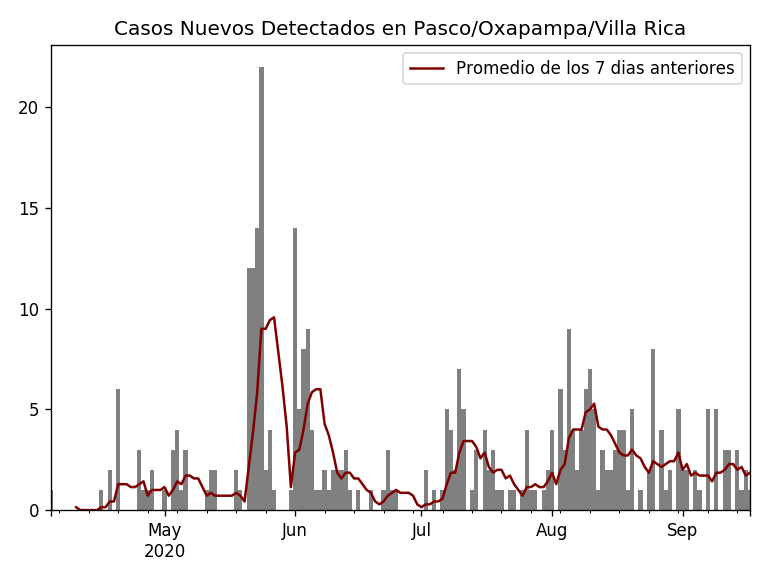 Casos Nuevos Detectados en Pasco/Oxapampa/Villa Rica
Promedio de los 7 dias anteriores
20
15
10
5
0
May Jun Jul Aug Sep
2020